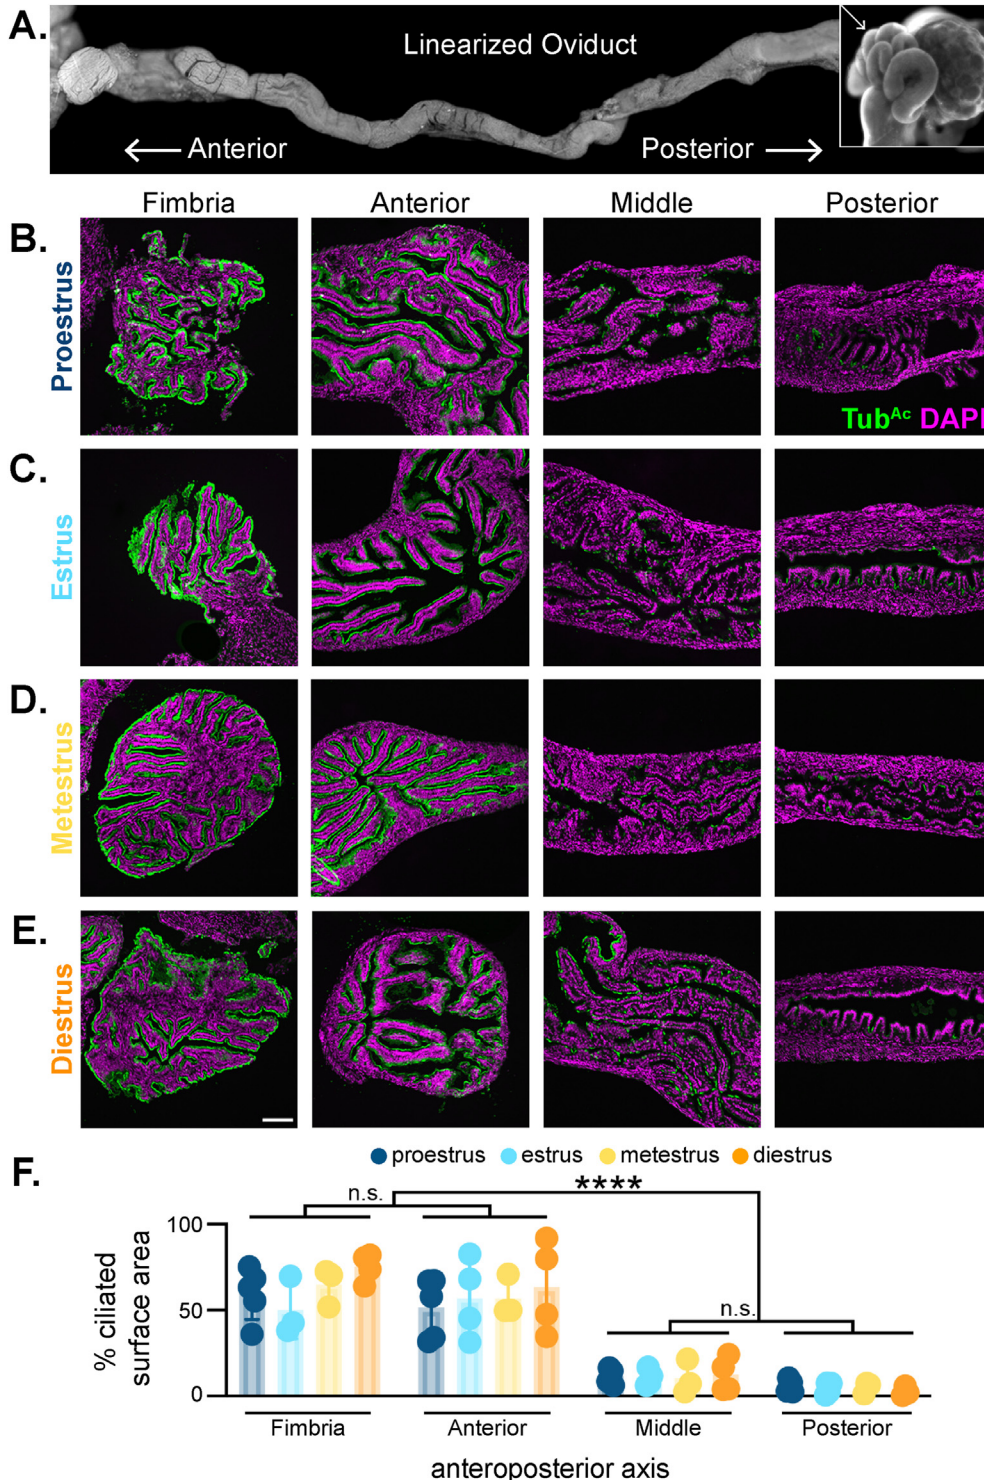 A.
Linearized Oviduct
← Anterior
Posterior →
Fimbria Anterior Middle Posterior
B.
Proestrus
Tubᴬᶜ DAPI
C.
Estrus
D.
Metestrus
E.
Diestrus
F.
proestrus estrus metestrus diestrus
n.s.
****
n.s.
% ciliated
surface area
100
50
0
Fimbria Anterior Middle Posterior
anteroposterior axis